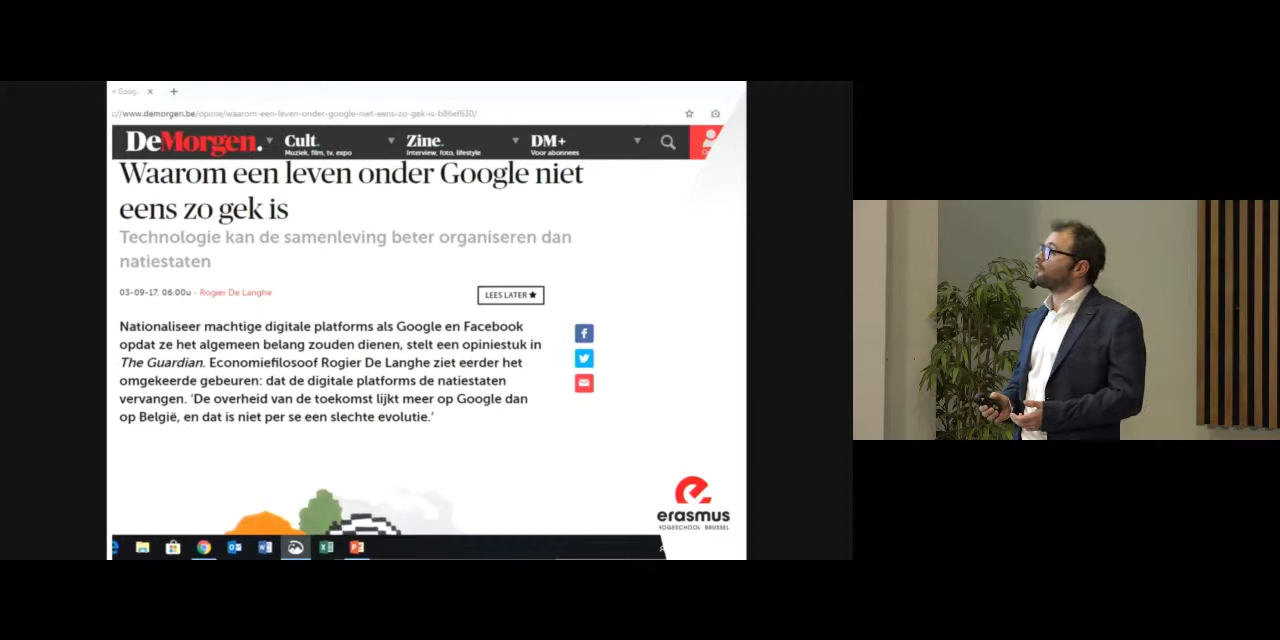 r Goog
://www.demorgen.be/opinie/waarom-een-leven-onder-google-niet-eens-zo-gek-is-b86ef630/
DeMorgen.
Cult.
Muziek, film, tv, expo
Zine.
Interview, foto, lifestyle
DM+
Voor abonnees
Waarom een leven onder Google niet
eens zo gek is
Technologie kan de samenleving beter organiseren dan
natiestaten
03-09-17, 06.00u - Rogier De Langhe
LEES LATER
Nationaliseer machtige digitale platforms als Google en Facebook
opdat ze het algemeen belang zouden dienen, stelt een opiniestuk in
The Guardian. Economiefilosoof Rogier De Langhe ziet eerder het
omgekeerde gebeuren: dat de digitale platforms de natiestaten
vervangen. 'De overheid van de toekomst lijkt meer op Google dan
op België, en dat is niet per se een slechte evolutie.'
erasmus
HOGESCHOOL BRUSSEL